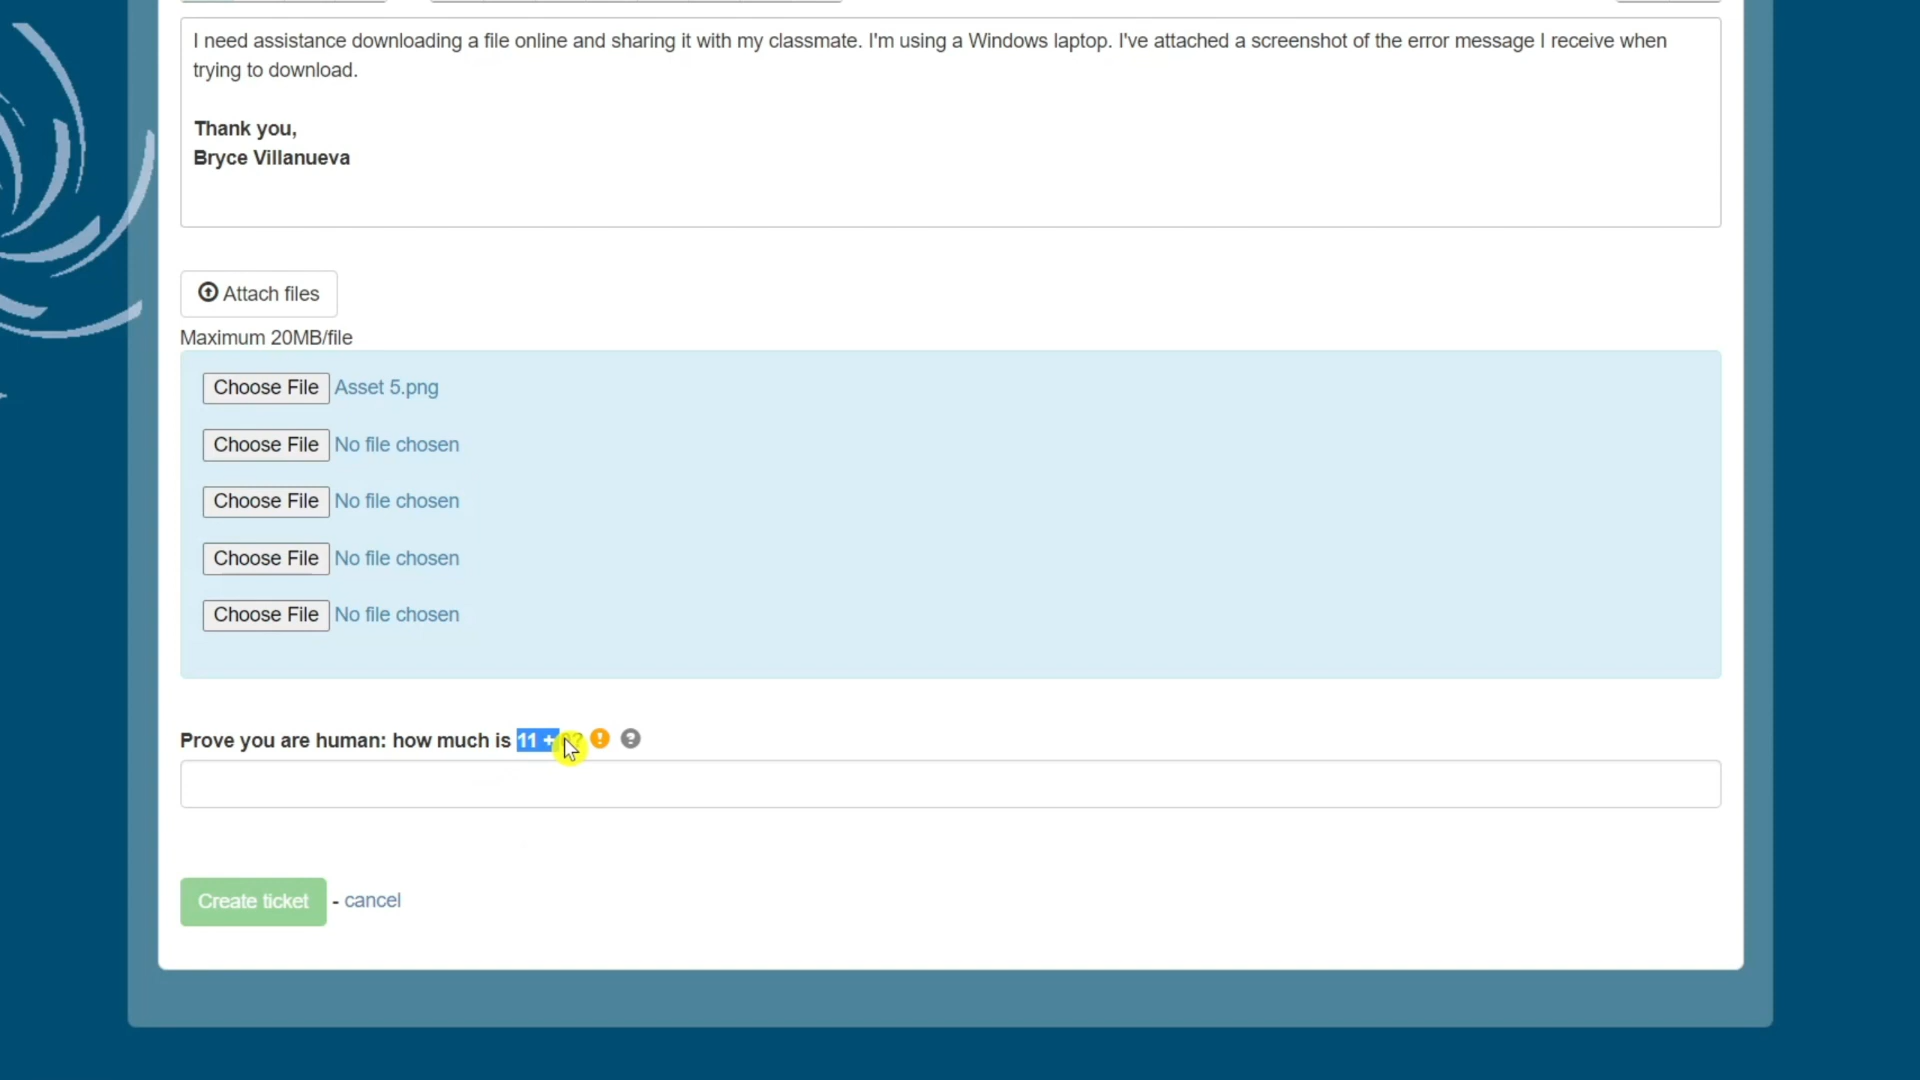 I need assistance downloading a file online and sharing it with my classmate. I'm using a Windows laptop. I've attached a screenshot of the error message I receive when
trying to download.
Thank you,
Bryce Villanueva
Attach files
Maximum 20MB/file
Choose File Asset 5.png
Choose File No file chosen
Choose File No file chosen
Choose File No file chosen
Choose File No file chosen
Prove you are human: how much is 11 +
Create ticket - cancel